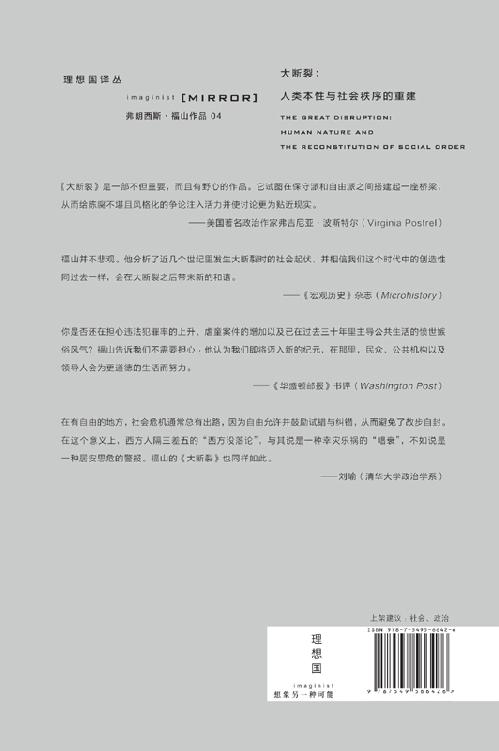 理想国译丛
imaginist [MIRROR]
弗朗西斯·福山作品 04
大断裂：
人类本性与社会秩序的重建
THE GREAT DISRUPTION:
HUMAN NATURE AND
THE RECONSTITUTION OF SOCIAL ORDER
《大断裂》是一部不但重要，而且有野心的作品。它试图在保守派和自由派之间搭建起一座桥梁，
从而给陈腐不堪且风格化的争论注入活力并使讨论更为贴近现实。
——美国著名政治作家弗吉尼亚·波斯特尔（Virginia Postrel）
福山并不悲观。他分析了近几个世纪里发生大断裂时的社会起伏，并相信我们这个时代中的创造性
同过去一样，会在大断裂之后带来新的和谐。
——《宏观历史》杂志（Microhistory）
你是否还在担心违法犯罪率的上升、虐童案件的增加以及已在过去三十年里主导公共生活的愤世嫉
俗风气？福山告诉我们不需要担心，他认为我们即将迈入新的纪元，在那里，民众、公共机构以及
领导人会为更道德的生活而努力。
——《华盛顿邮报》书评（Washington Post）
在有自由的地方，社会危机通常总有出路，因为自由允许并鼓励试错与纠错，从而避免了故步自封。
在这个意义上，西方人隔三差五的“西方没落论”，与其说是一种幸灾乐祸的“唱衰”，不如说是
一种居安思危的警报。福山的《大断裂》也同样如此。
——刘瑜（清华大学政治学系）
上架建议：社会、政治
ISBN 978-7-5495-6642-6
理
想
国
imaginist
想象另一种可能
9 787549 566426 >